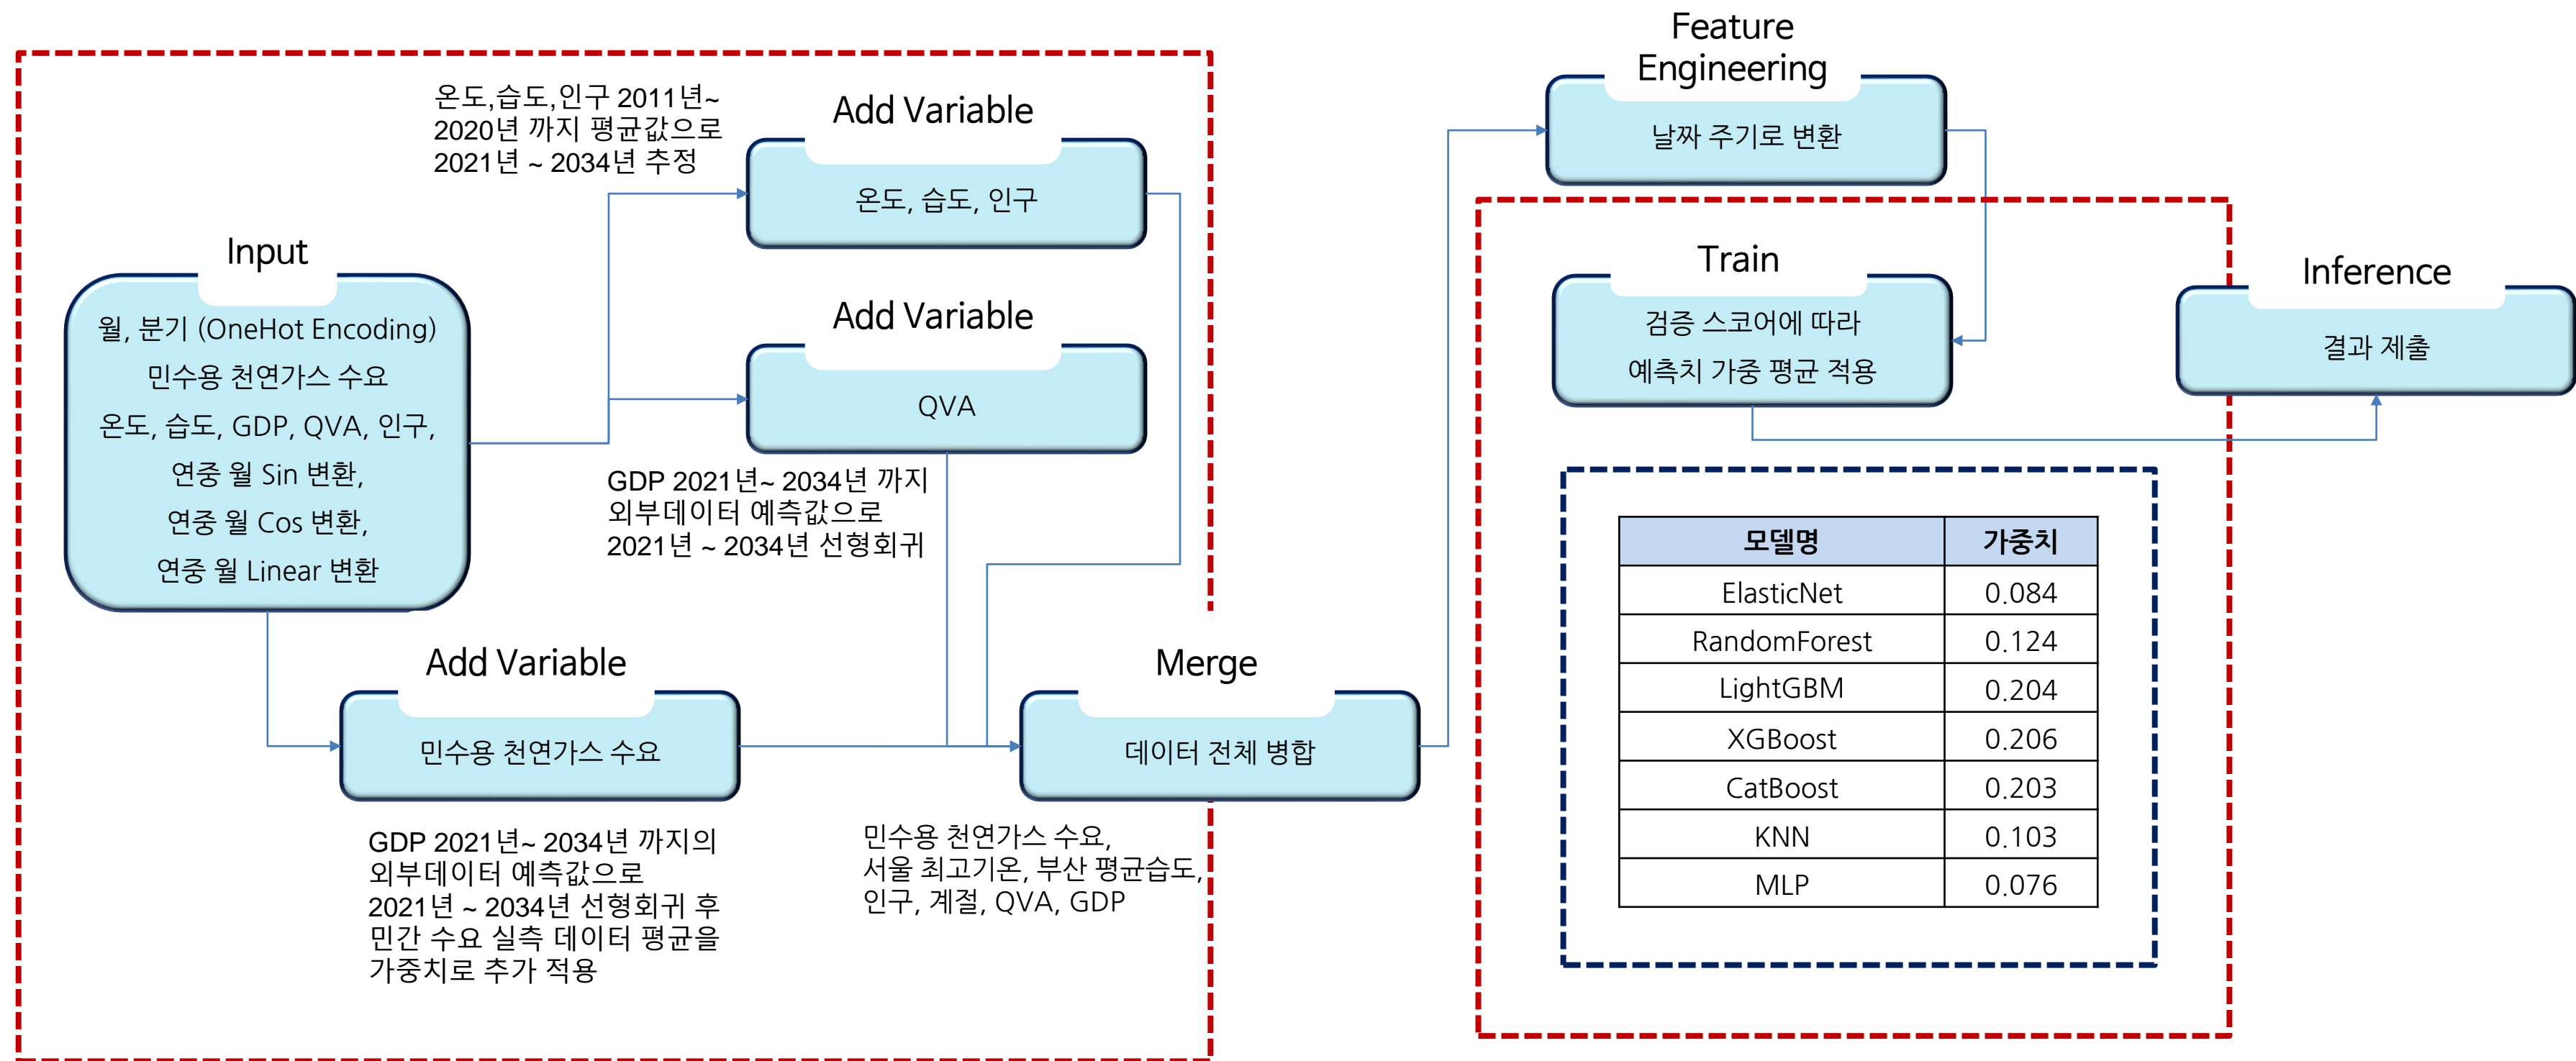 Input
월, 분기 (OneHot Encoding)
민수용 천연가스 수요
온도, 습도, GDP, QVA, 인구,
연중 월 Sin 변환,
연중 월 Cos 변환,
연중 월 Linear 변환
온도,습도,인구 2011년~
2020년 까지 평균값으로
2021년 ~ 2034년 추정
Add Variable
온도, 습도, 인구
Add Variable
QVA
GDP 2021년~ 2034년 까지
외부데이터 예측값으로
2021년 ~ 2034년 선형회귀
Add Variable
민수용 천연가스 수요
GDP 2021년~ 2034년 까지의
외부데이터 예측값으로
2021년 ~ 2034년 선형회귀 후
민간 수요 실측 데이터 평균을
가중치로 추가 적용
Merge
데이터 전체 병합
민수용 천연가스 수요,
서울 최고기온, 부산 평균습도,
인구, 계절, QVA, GDP
Feature
Engineering
날짜 주기로 변환
Train
검증 스코어에 따라
예측치 가중 평균 적용
모델명 가중치
ElasticNet 0.084
RandomForest 0.124
LightGBM 0.204
XGBoost 0.206
CatBoost 0.203
KNN 0.103
MLP 0.076
Inference
결과 제출